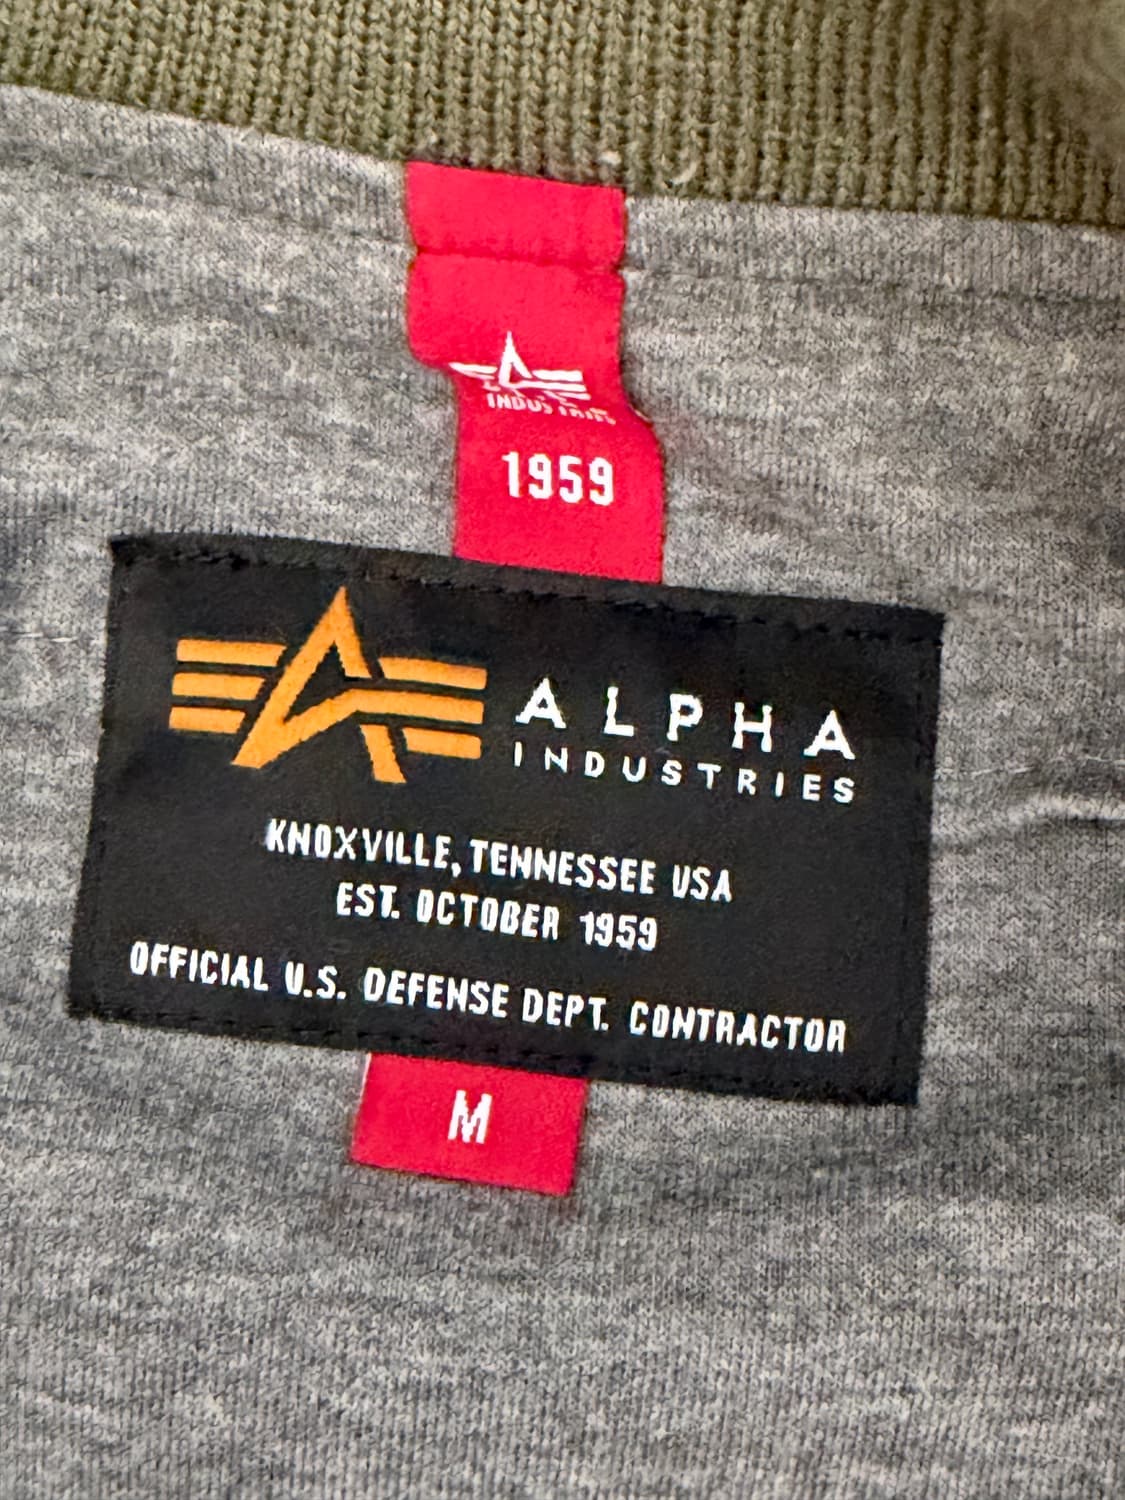 INDUSTRIES
1959
ALPHA
INDUSTRIES
KNOXVILLE, TENNESSEE USA
EST. OCTOBER 1959
OFFICIAL U.S. DEFENSE DEPT. CONTRACTOR
M